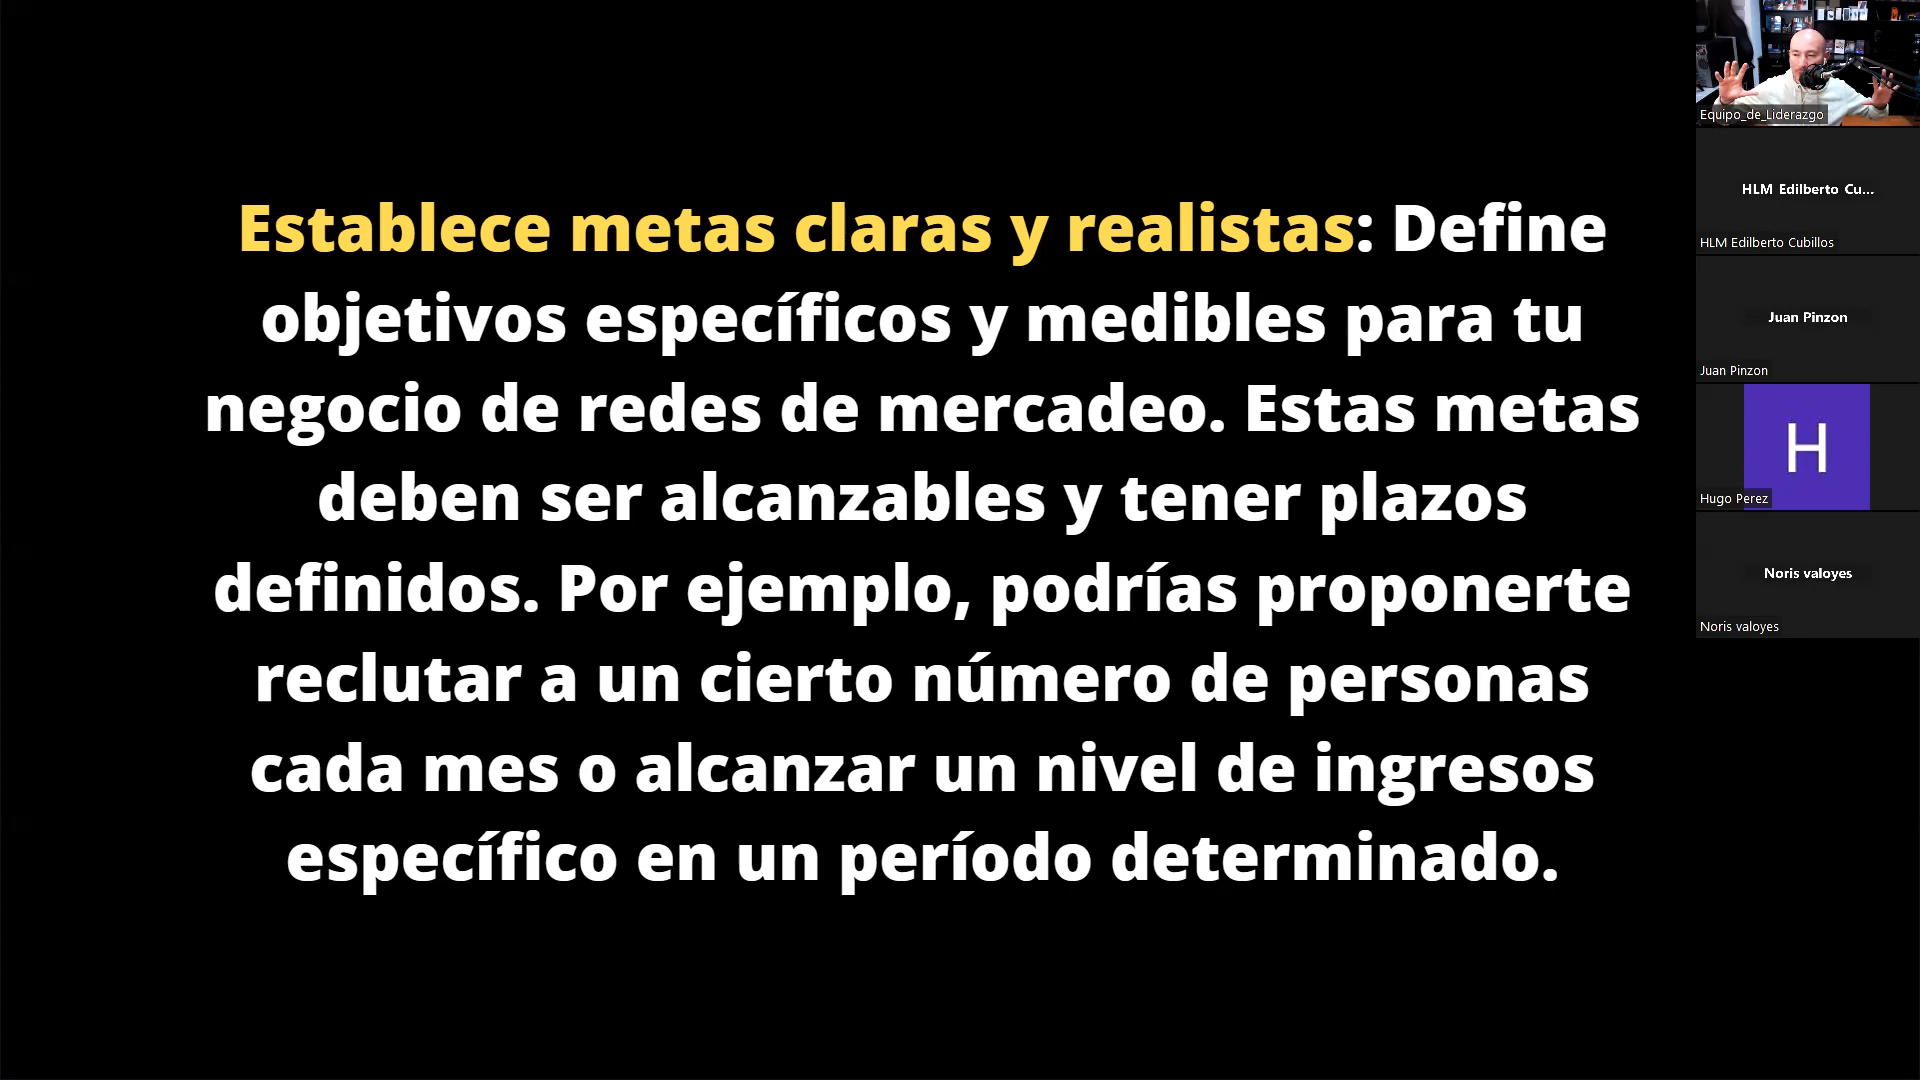 Establece metas claras y realistas: Define
objetivos específicos y medibles para tu
negocio de redes de mercadeo. Estas metas
deben ser alcanzables y tener plazos
definidos. Por ejemplo, podrías proponerte
reclutar a un cierto número de personas
cada mes o alcanzar un nivel de ingresos
específico en un período determinado.
Equipo_de_Liderazgo
HLM Edilberto Cu...
HLM Edilberto Cubillos
Juan Pinzon
Juan Pinzon
H
Hugo Perez
Noris valoyes
Noris valoyes